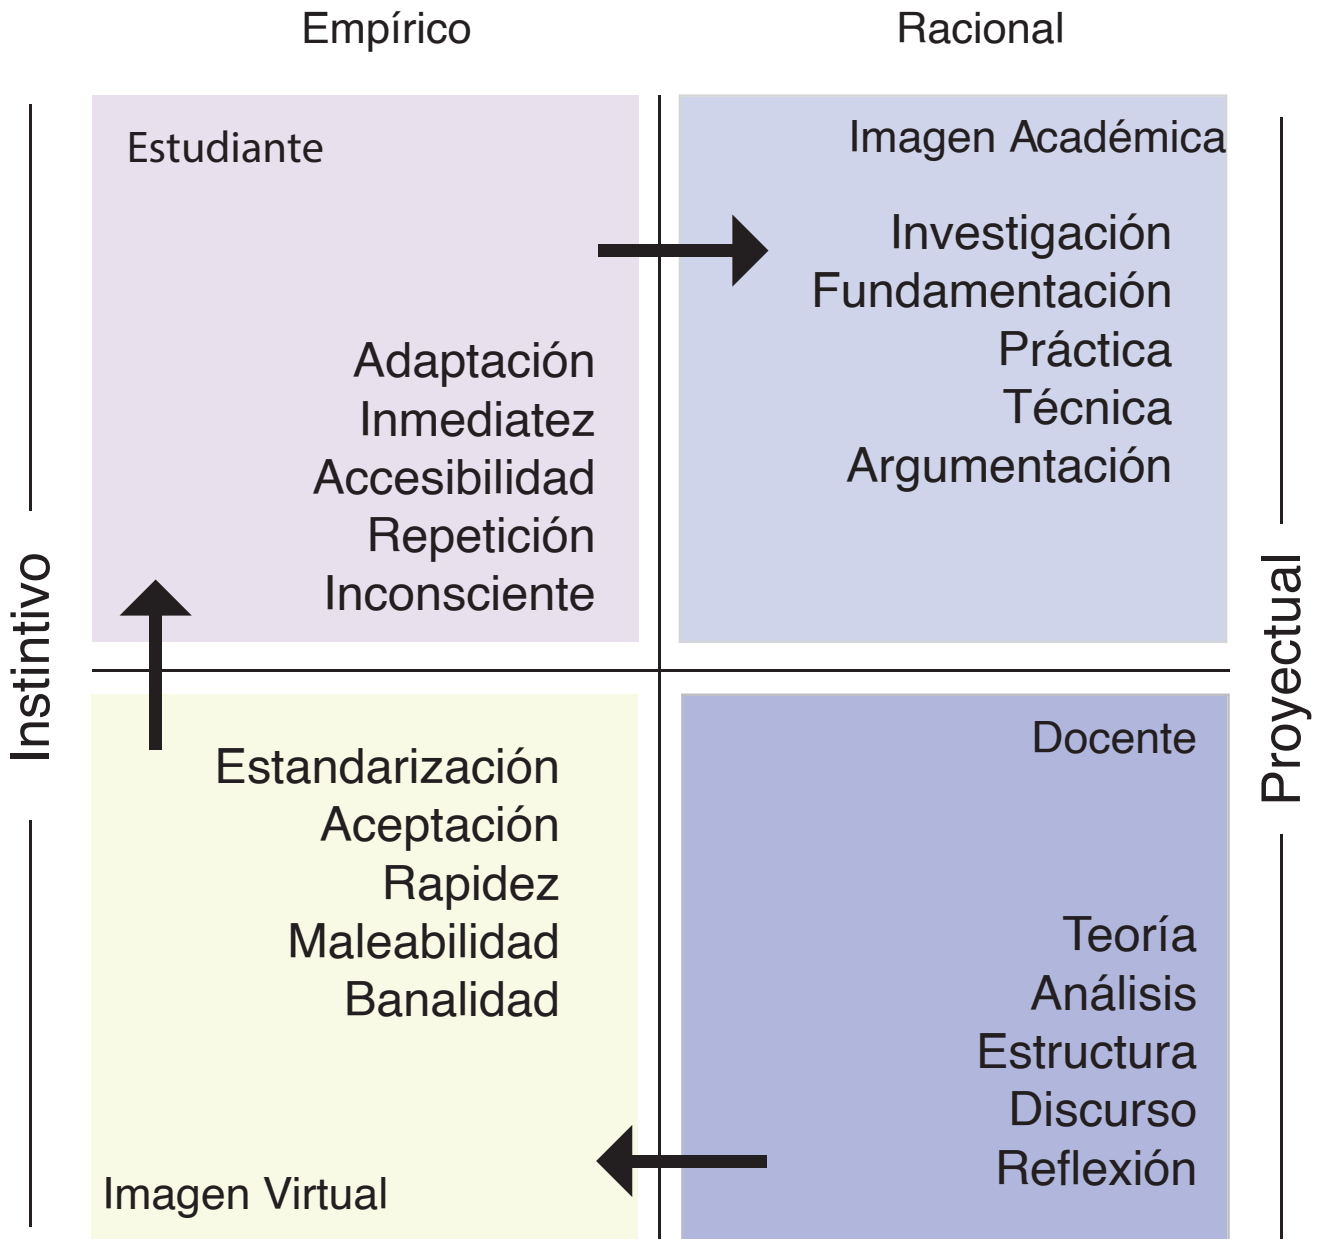 Empírico
Racional
Instintivo
Estudiante
Adaptación
Inmediatez
Accesibilidad
Repetición
Inconsciente
Imagen Académica
Investigación
Fundamentación
Práctica
Técnica
Argumentación
Proyectual
Estandarización
Aceptación
Rapidez
Maleabilidad
Banalidad
Imagen Virtual
Docente
Teoría
Análisis
Estructura
Discurso
Reflexión